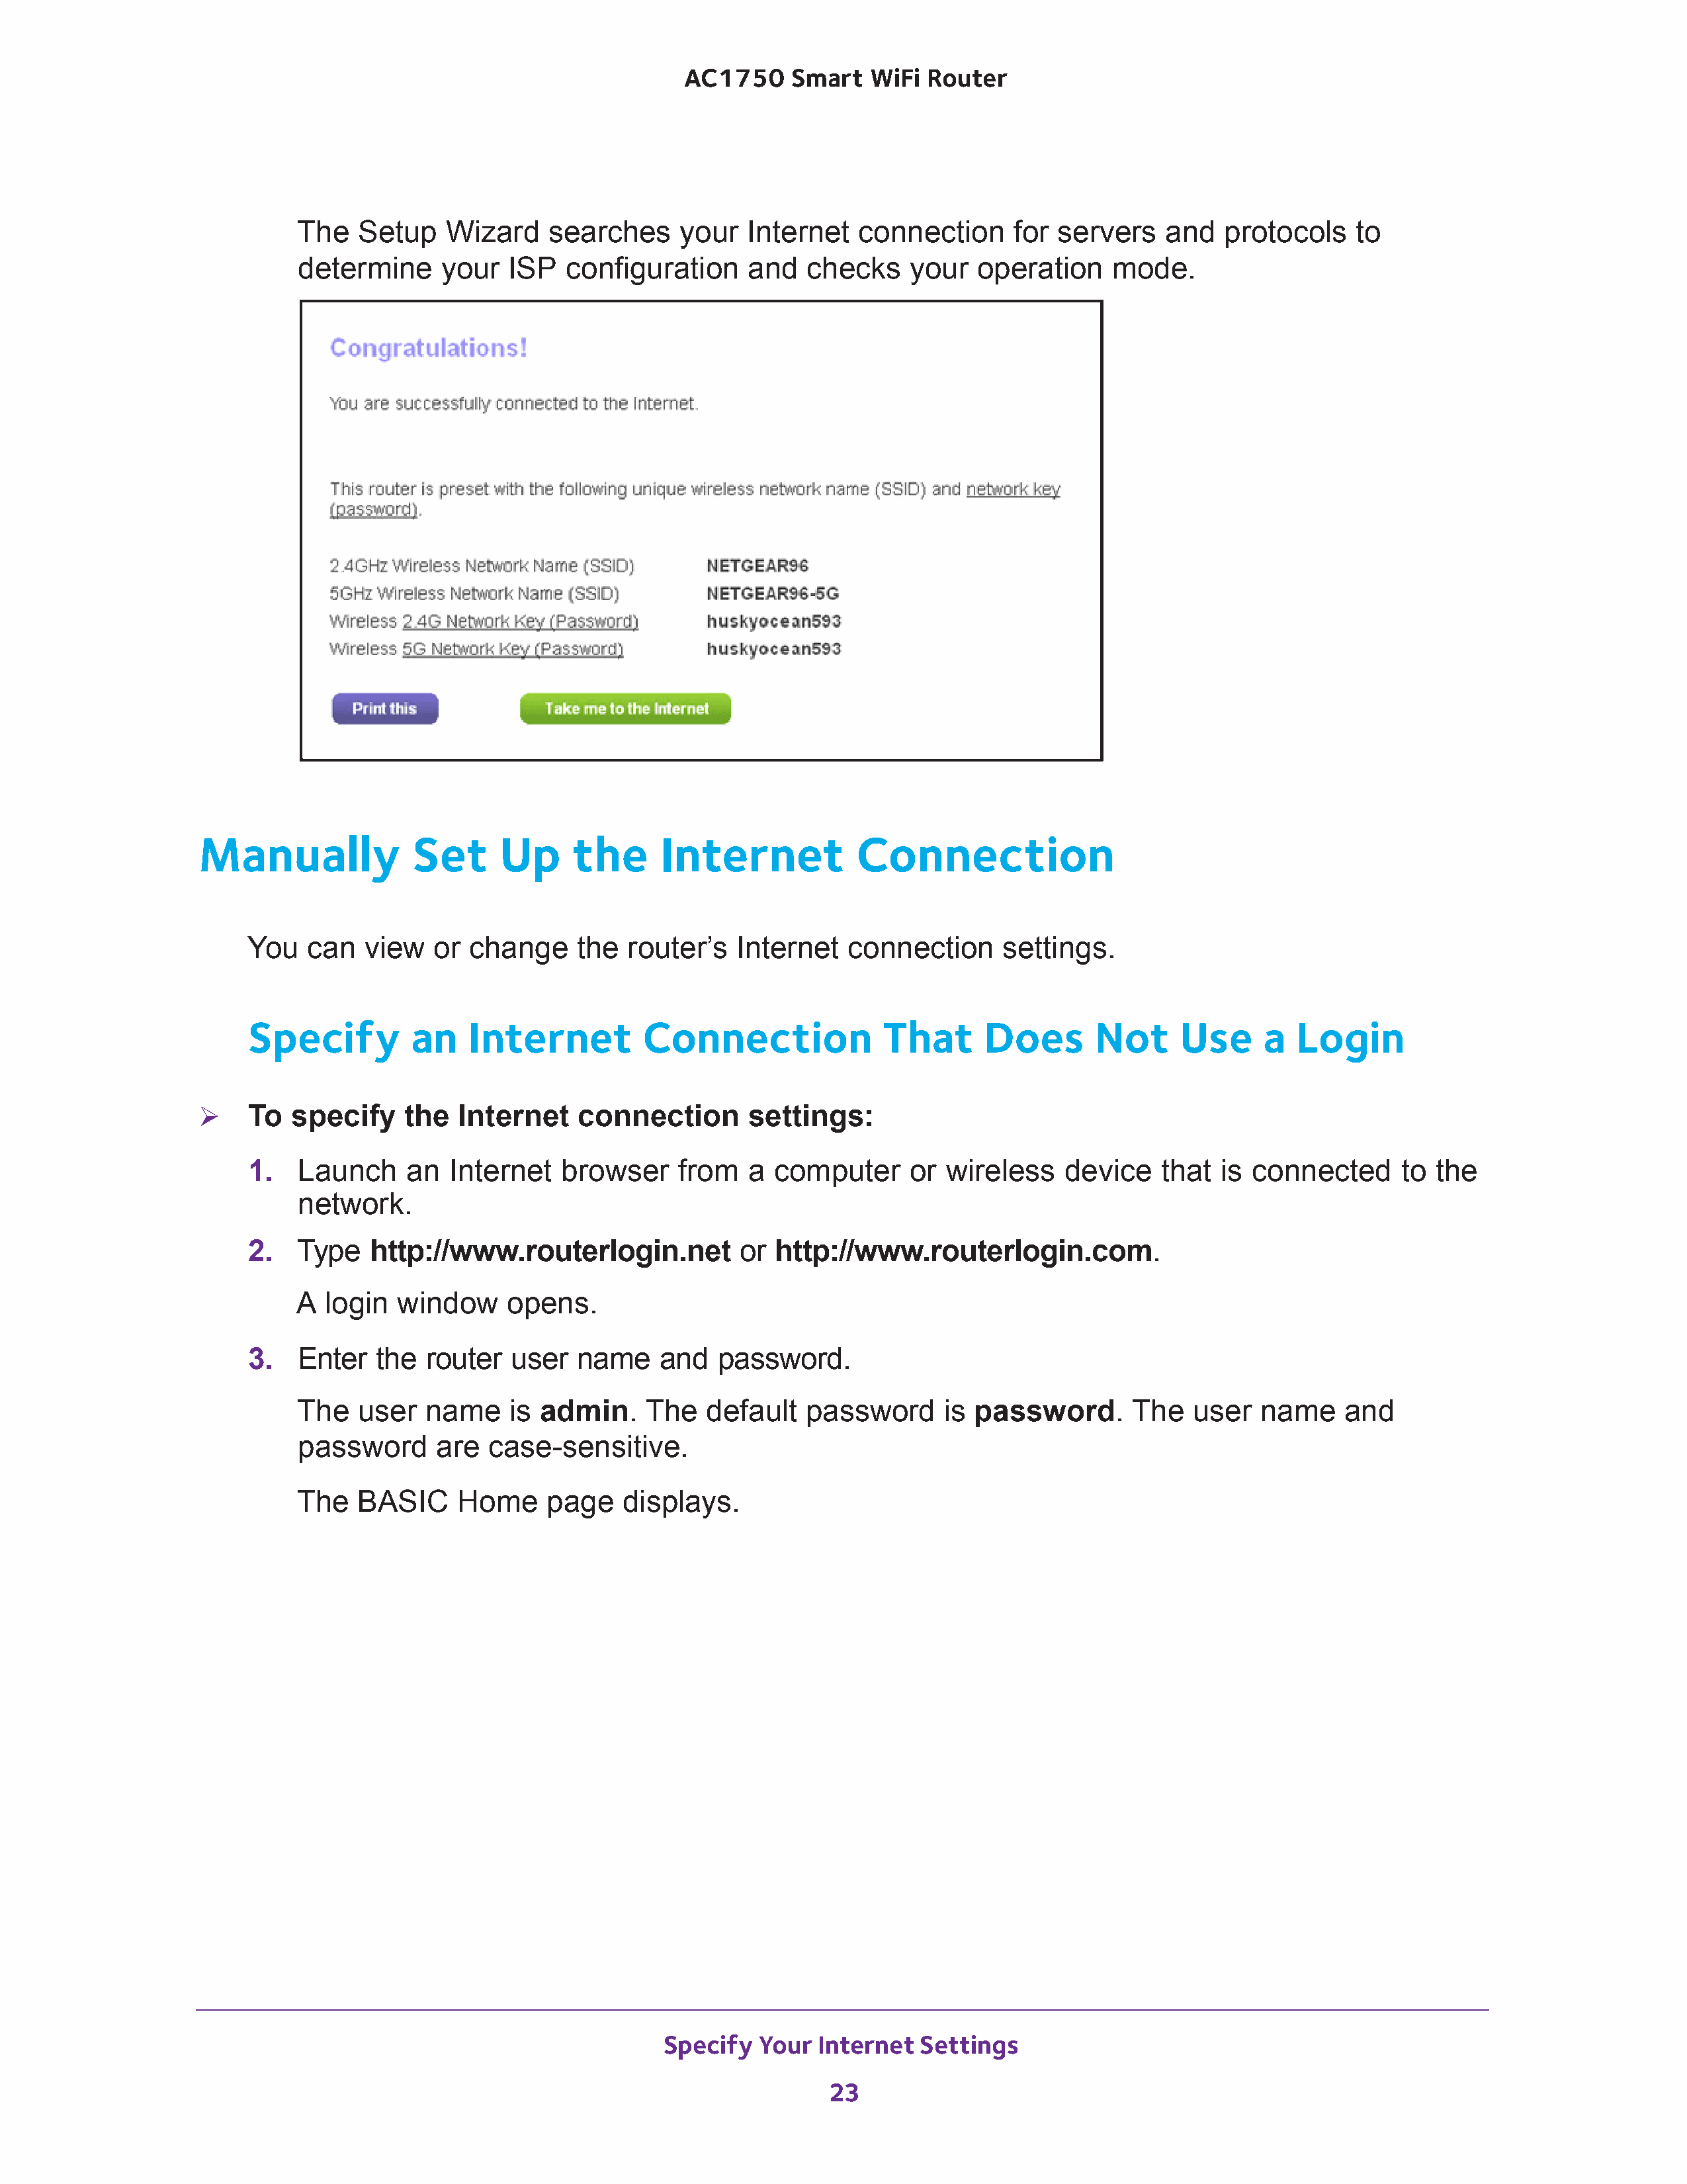 AC1750 Smart WiFi Router
The Setup Wizard searches your Internet connection for servers and protocols to
determine your ISP configuration and checks your operation mode.
Congratulations!
You are successfully connected to the Internet.
This router is preset with the following unique wireless network name (SSID) and network key
(password).
2.4GHz Wireless Network Name (SSID) NETGEAR96
5GHz Wireless Network Name (SSID) NETGEAR96-5G
Wireless 2.4G Network Key (Password) huskyocean593
Wireless 5G Network Key (Password) huskyocean593
Print this Take me to the Internet
Manually Set Up the Internet Connection
You can view or change the router’s Internet connection settings.
Specify an Internet Connection That Does Not Use a Login
➢ To specify the Internet connection settings:
1. Launch an Internet browser from a computer or wireless device that is connected to the
network.
2. Type http://www.routerlogin.net or http://www.routerlogin.com.
A login window opens.
3. Enter the router user name and password.
The user name is admin. The default password is password. The user name and
password are case-sensitive.
The BASIC Home page displays.
Specify Your Internet Settings
23